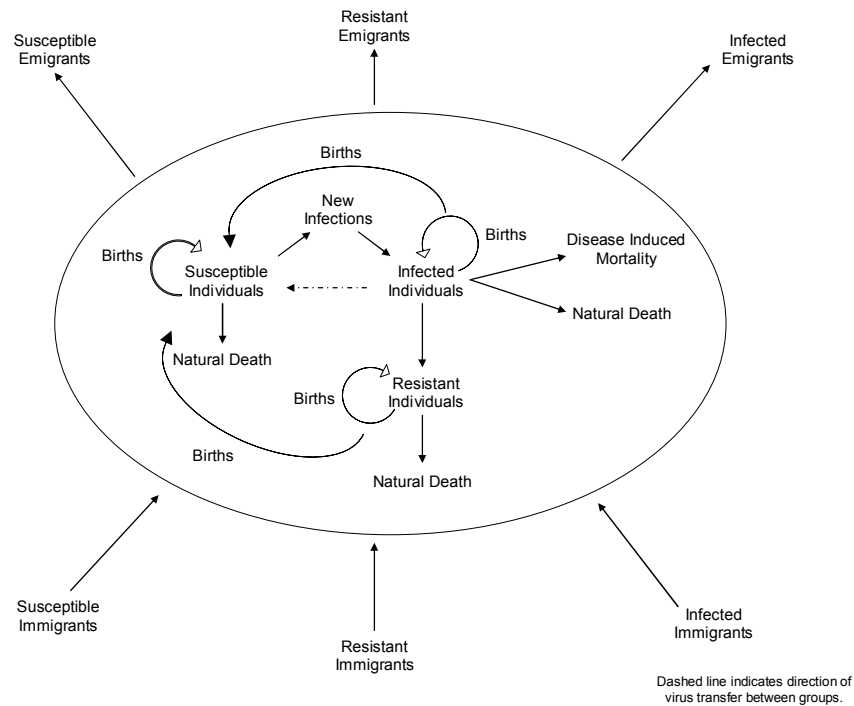 Susceptible
Emigrants
Resistant
Emigrants
Infected
Emigrants
Births
New
Infections
Births
Births
Susceptible
Individuals
Infected
Individuals
Disease Induced
Mortality
Natural Death
Natural Death
Births
Resistant
Individuals
Births
Natural Death
Susceptible
Immigrants
Resistant
Immigrants
Infected
Immigrants
Dashed line indicates direction of
virus transfer between groups.